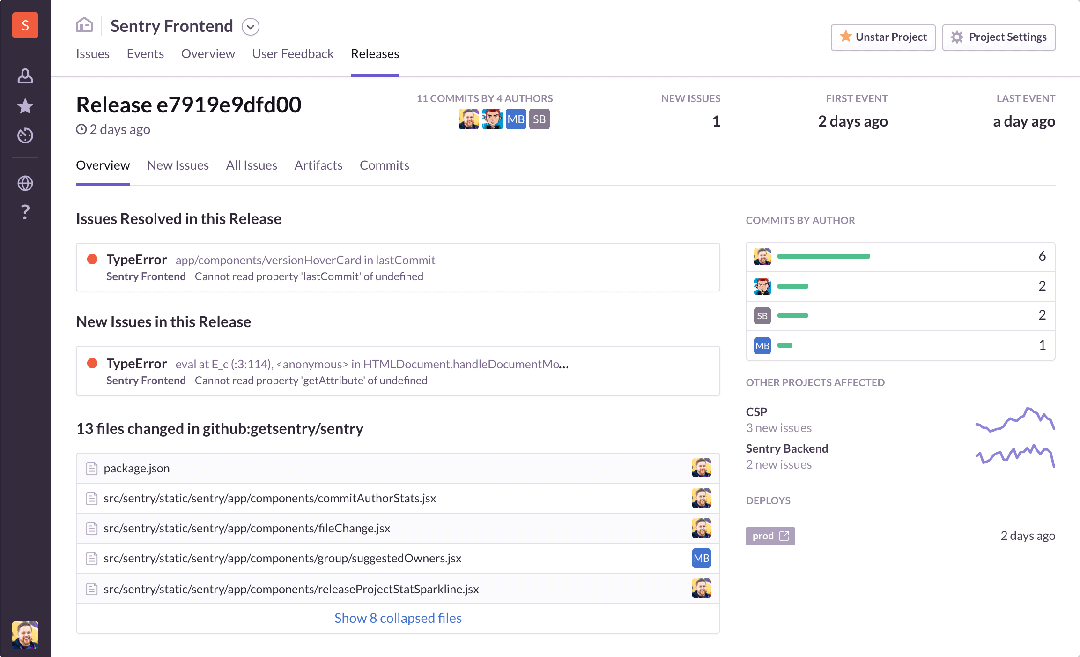 S
Sentry Frontend
Issues Events Overview User Feedback Releases
Unstar Project
Project Settings
Release e7919e9dfd00
2 days ago
11 COMMITS BY 4 AUTHORS
MB SB
NEW ISSUES
1
FIRST EVENT
2 days ago
LAST EVENT
a day ago
?
Overview New Issues All Issues Artifacts Commits
Issues Resolved in this Release
TypeError app/components/versionHoverCard in lastCommit
Sentry Frontend Cannot read property 'lastCommit' of undefined
New Issues in this Release
TypeError eval at E_c (:3:114), <anonymous> in HTMLDocument.handleDocumentMo...
Sentry Frontend Cannot read property 'getAttribute' of undefined
13 files changed in github:getsentry/sentry
package.json
src/sentry/static/sentry/app/components/commitAuthorStats.jsx
src/sentry/static/sentry/app/components/fileChange.jsx
src/sentry/static/sentry/app/components/group/suggestedOwners.jsx MB
src/sentry/static/sentry/app/components/releaseProjectStatSparkline.jsx
Show 8 collapsed files
COMMITS BY AUTHOR
6
2
SB 2
MB 1
OTHER PROJECTS AFFECTED
CSP
3 new issues
Sentry Backend
2 new issues
DEPLOYS
prod 2 days ago